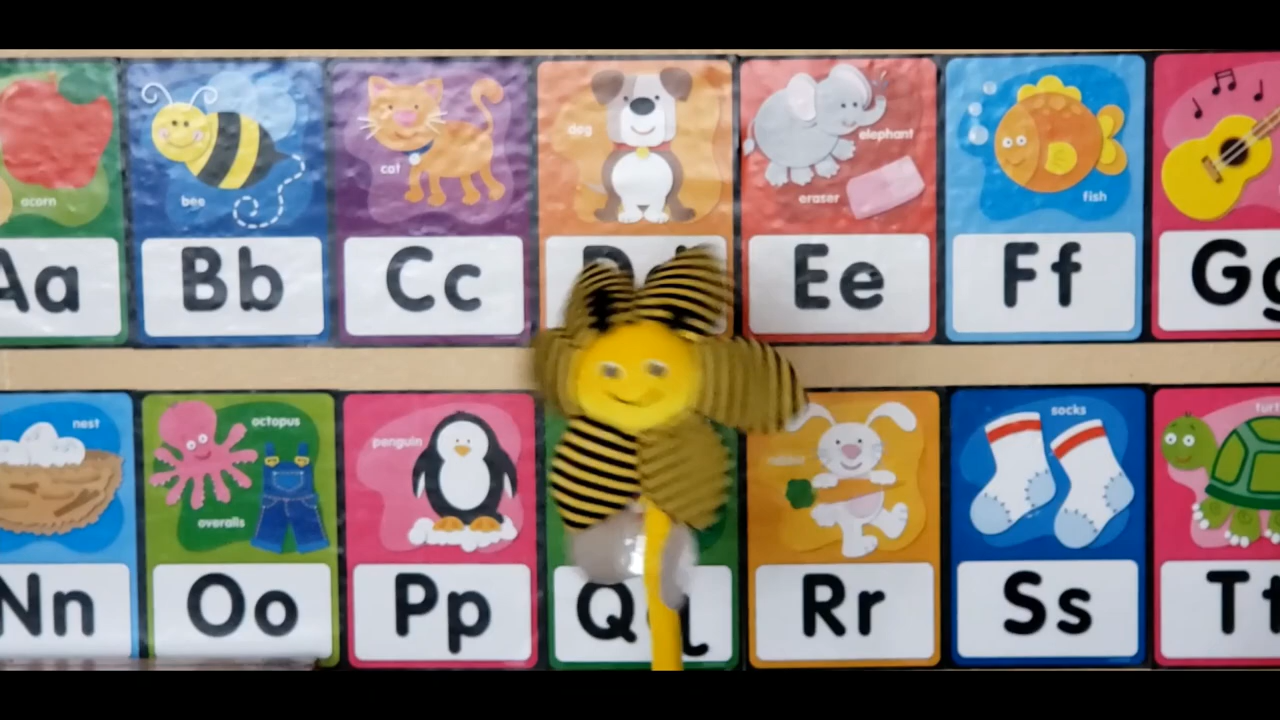 acorn
bee
cat
dog
elephant
eraser
fish
Aa
Bb
Cc
Ee
Ff
nest
octopus
overalls
penguin
socks
Nn
Oo
Pp
Rr
Ss